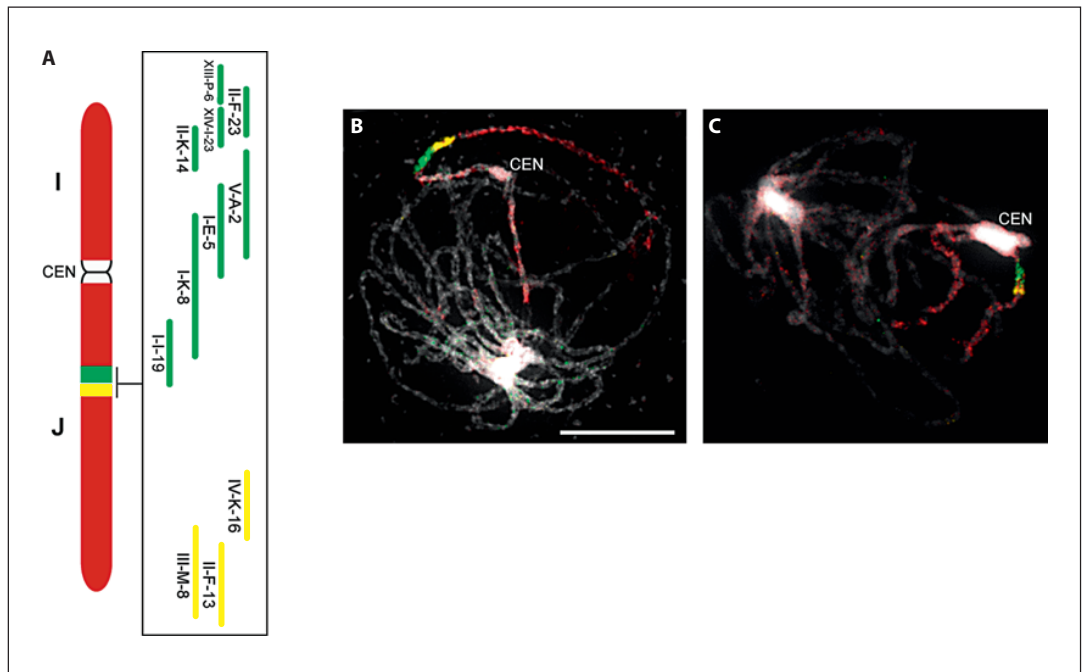 A
XIII-P-6
II-F-23
XIV-I-23
II-K-14
V-A-2
I-E-5
I-K-8
I-I-19
I
CEN
J
IV-K-16
II-F-13
III-M-8
B
CEN
C
CEN